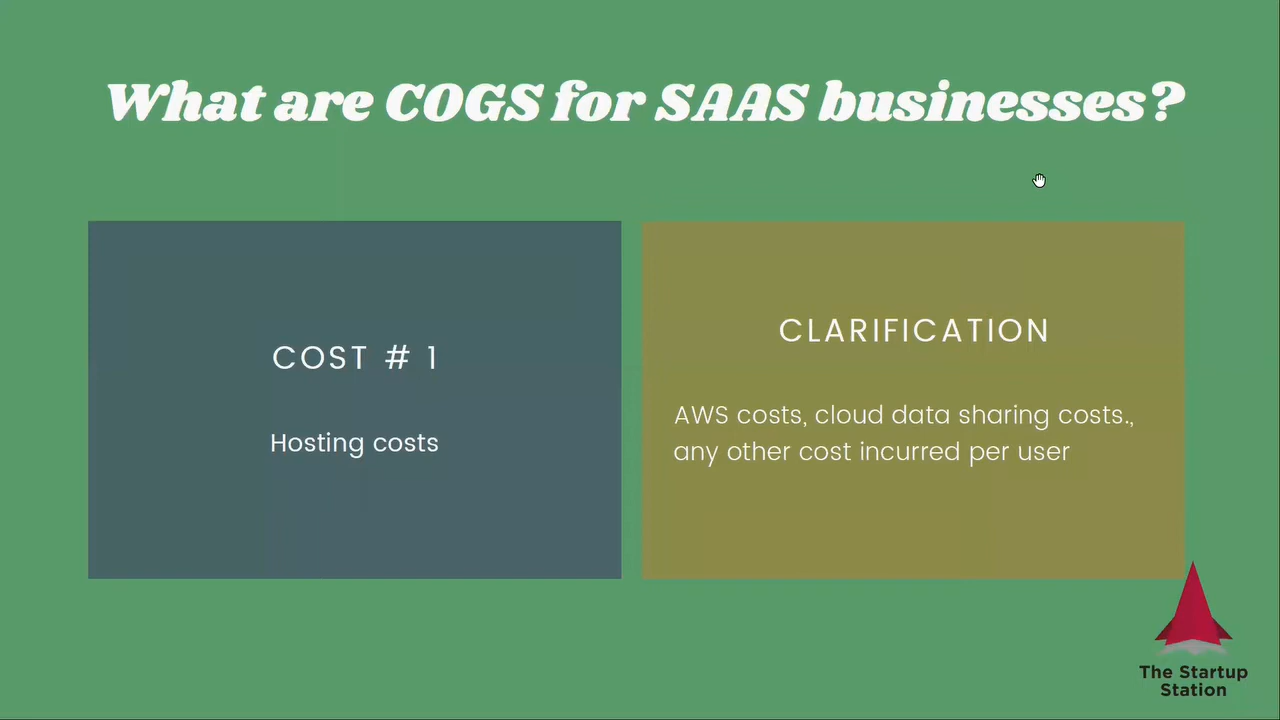 What are COGS for SAAS businesses?
COST # 1
Hosting costs
CLARIFICATION
AWS costs, cloud data sharing costs.,
any other cost incurred per user
The Startup
Station